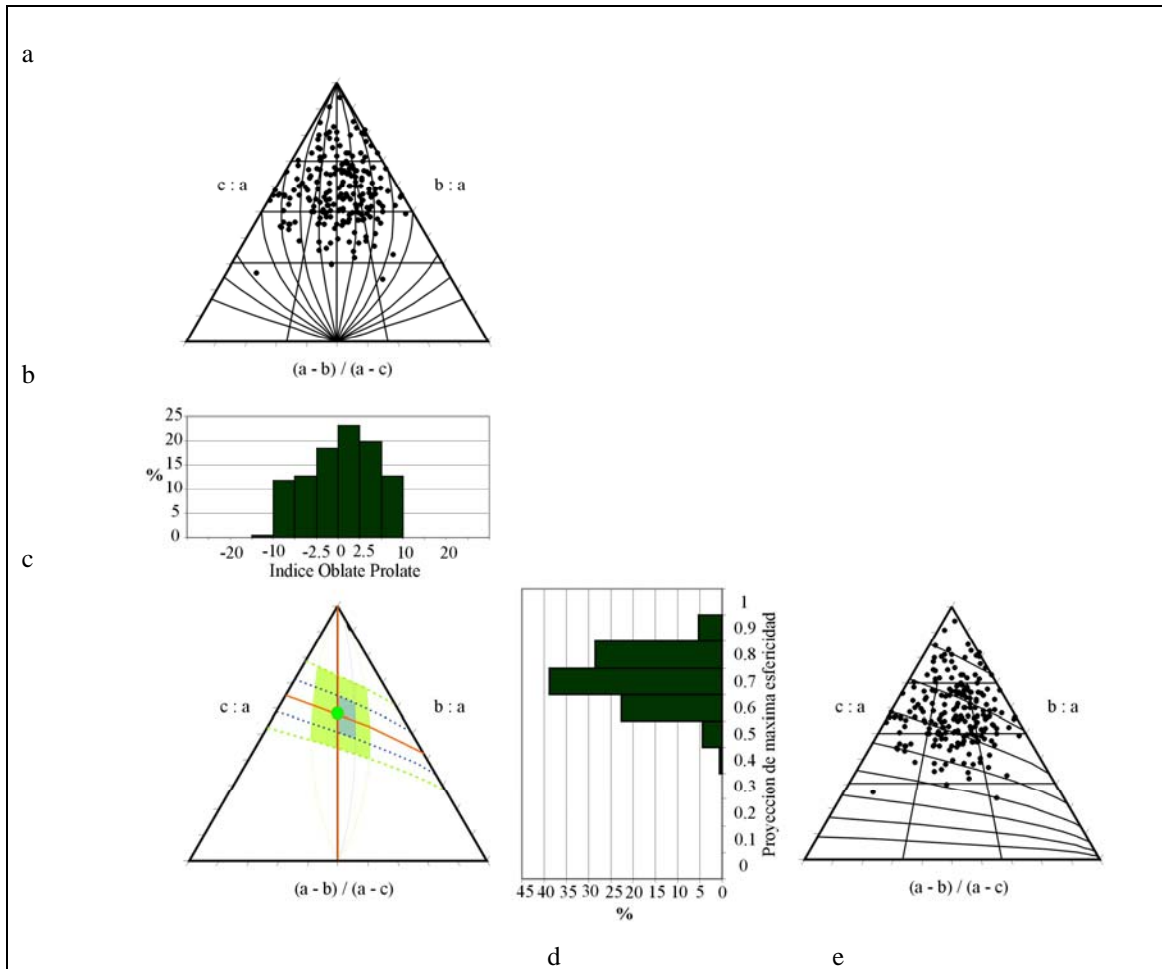 a
c : a
b : a
(a - b) / (a - c)
b
25
20
15
10
5
0
%
-20 -10 -2.5 0 2.5 10 20
Indice Oblate Prolate
c
c : a
b : a
(a - b) / (a - c)
1
0.9
0.8
0.7
0.6
0.5
0.4
0.3
0.2
0.1
0
Proyeccion de maxima esfericidad
45 40 35 30 25 20 15 10 5 0
%
c : a
b : a
(a - b) / (a - c)
d
e